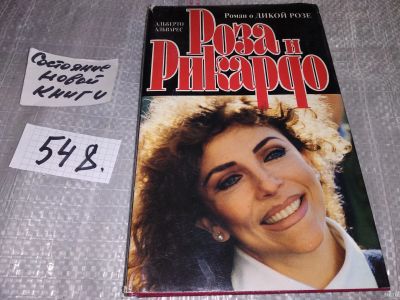 Состояние
новой
книги
548.
АЛЬБЕРТО
АЛЬВАРЕС
Роман о ДИКОЙ РОЗЕ
Роза и
Рикардо